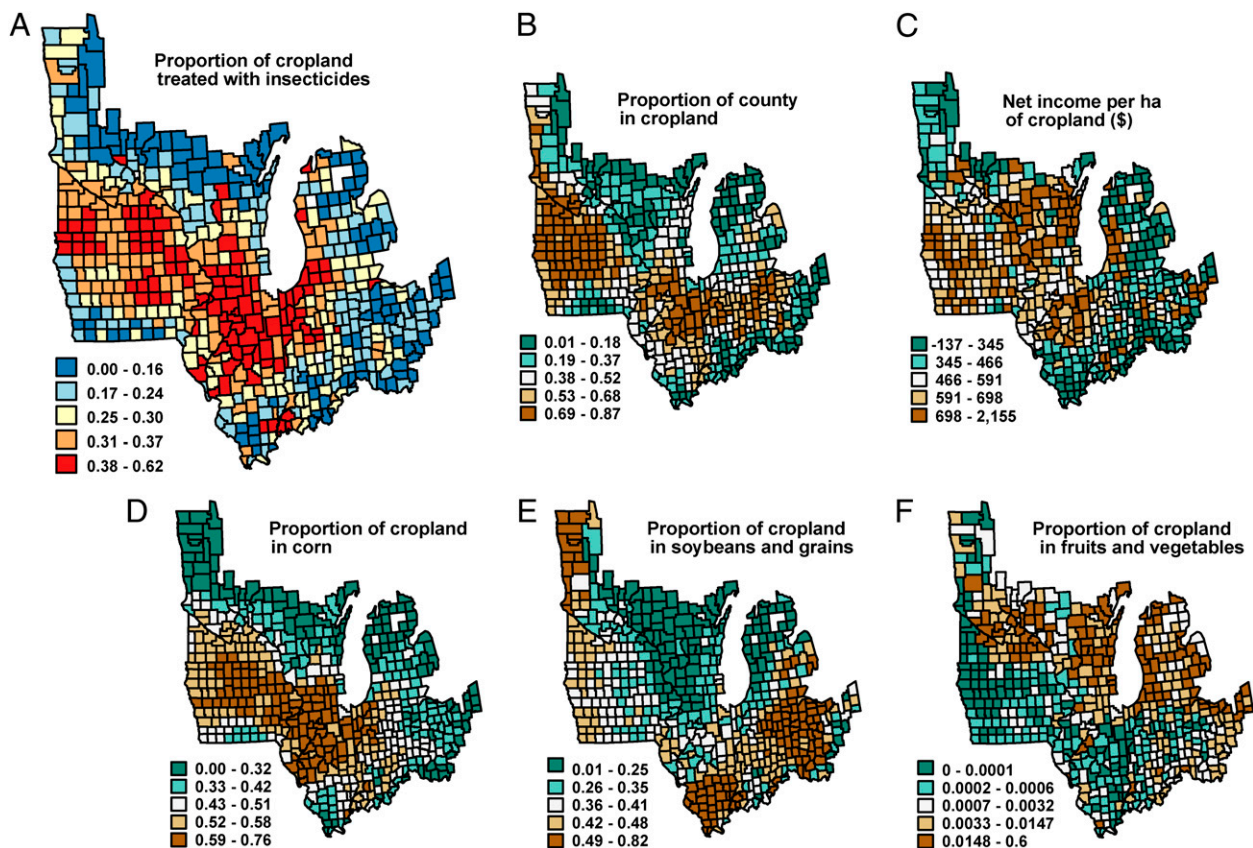 A
Proportion of cropland
treated with insecticides
0.00 - 0.16
0.17 - 0.24
0.25 - 0.30
0.31 - 0.37
0.38 - 0.62
B
Proportion of county
in cropland
0.01 - 0.18
0.19 - 0.37
0.38 - 0.52
0.53 - 0.68
0.69 - 0.87
C
Net income per ha
of cropland ($)
-137 - 345
345 - 466
466 - 591
591 - 698
698 - 2,155
D
Proportion of cropland
in corn
0.00 - 0.32
0.33 - 0.42
0.43 - 0.51
0.52 - 0.58
0.59 - 0.76
E
Proportion of cropland
in soybeans and grains
0.01 - 0.25
0.26 - 0.35
0.36 - 0.41
0.42 - 0.48
0.49 - 0.82
F
Proportion of cropland
in fruits and vegetables
0 - 0.0001
0.0002 - 0.0006
0.0007 - 0.0032
0.0033 - 0.0147
0.0148 - 0.6